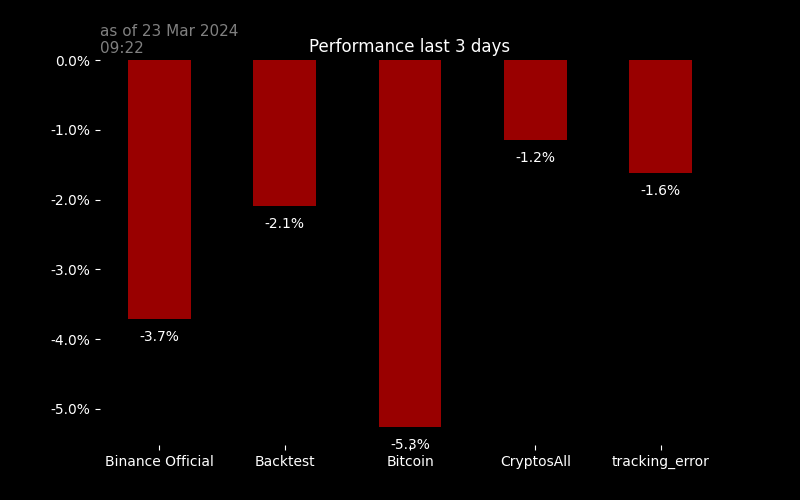 as of 23 Mar 2024
09:22
Performance last 3 days
0.0%
-1.0%
-2.0%
-3.0%
-4.0%
-5.0%
-3.7%
-2.1%
-5.3%
-1.2%
-1.6%
Binance Official
Backtest
Bitcoin
CryptosAll
tracking_error